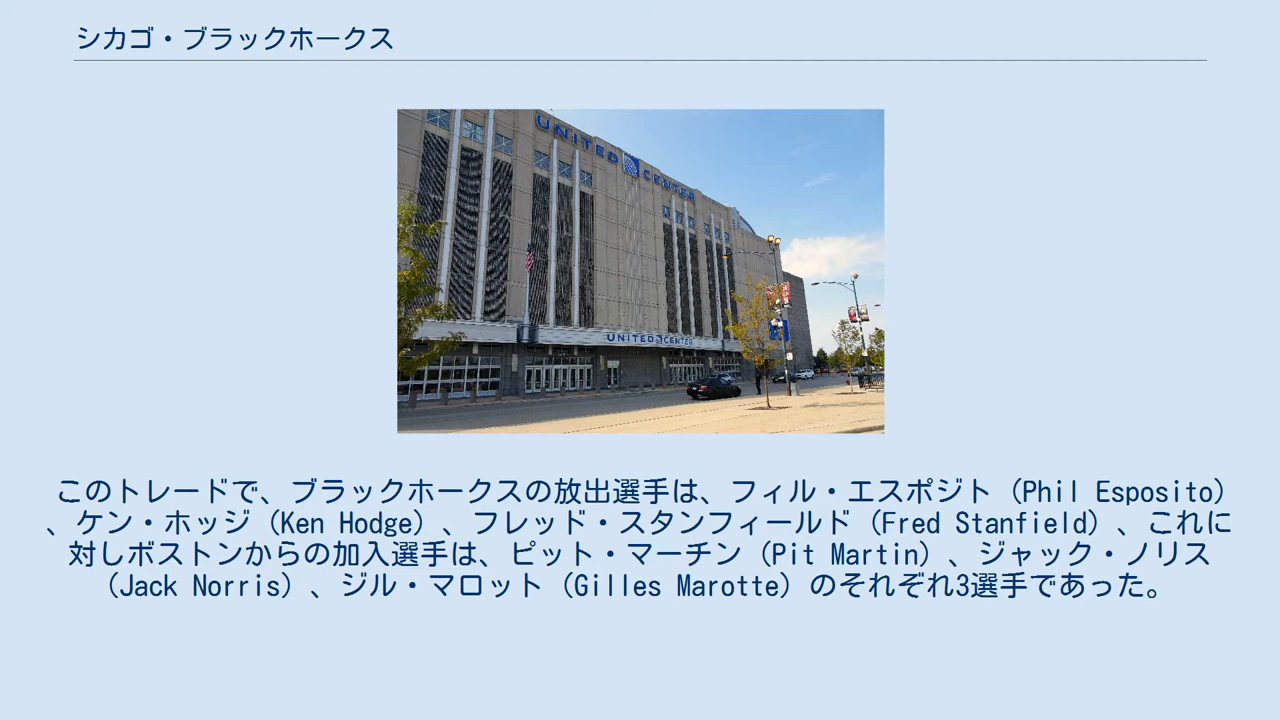 シカゴ・ブラックホークス
UNITED CENTER
UNITED CENTER
このトレードで、ブラックホークスの放出選手は、フィル・エスポジト（Phil Esposito）
、ケン・ホッジ（Ken Hodge）、フレッド・スタンフィールド（Fred Stanfield）、これに
対しボストンからの加入選手は、ピット・マーチン（Pit Martin）、ジャック・ノリス
（Jack Norris）、ジル・マロット（Gilles Marotte）のそれぞれ3選手であった。